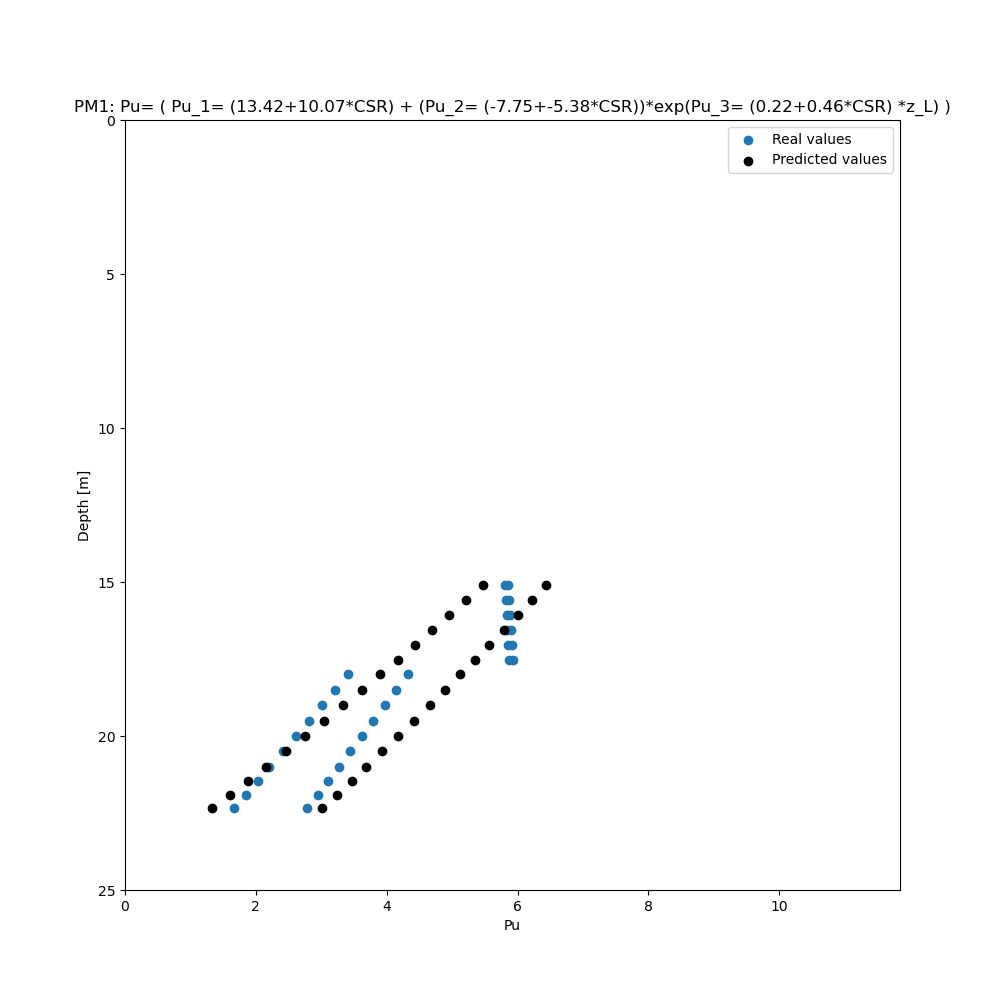 PM1: Pu= ( Pu_1= (13.42+10.07*CSR) + (Pu_2= (-7.75+-5.38*CSR))*exp(Pu_3= (0.22+0.46*CSR) *z_L) )
Real values
Predicted values
0
5
10
15
20
25
Depth [m]
0 2 4 6 8 10
Pu